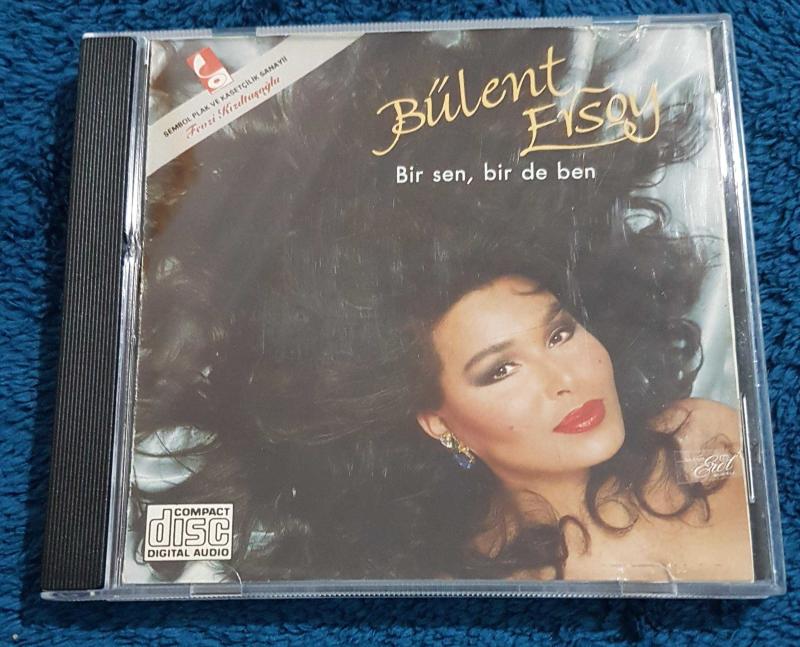 SEMBOL PLAK VE KASETÇİLİK SANAYİİ
Fevzi Kızıltaşoğlu
Bülent
Ersoy
Bir sen, bir de ben
Erol
COMPACT
disc
DIGITAL AUDIO